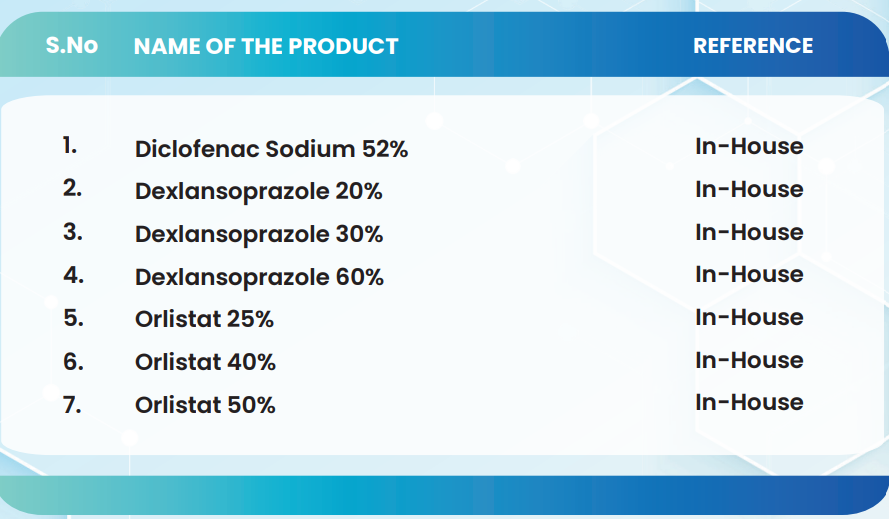 S.No NAME OF THE PRODUCT REFERENCE
1. Diclofenac Sodium 52% In-House
2. Dexlansoprazole 20% In-House
3. Dexlansoprazole 30% In-House
4. Dexlansoprazole 60% In-House
5. Orlistat 25% In-House
6. Orlistat 40% In-House
7. Orlistat 50% In-House